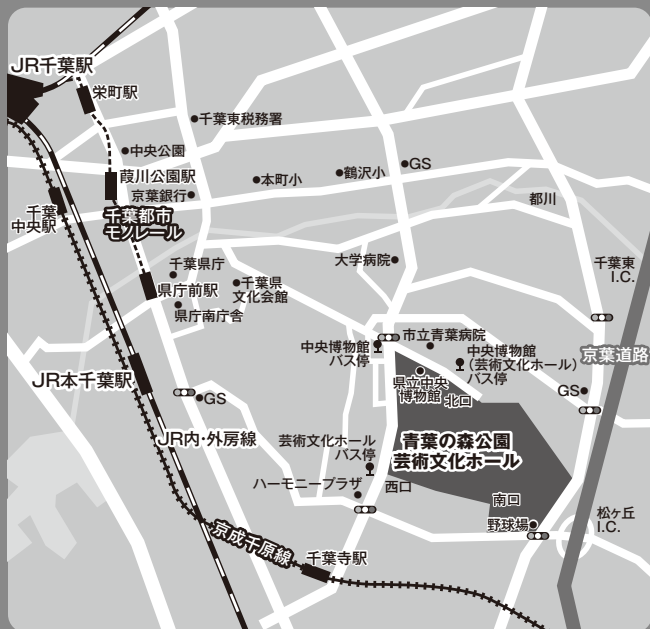 JR千葉駅
栄町駅
千葉東税務署
中央公園
葭川公園駅
京葉銀行
本町小
鶴沢小
GS
都川
千葉
中央駅
千葉都市
モノレール
千葉県庁
県庁前駅
県庁南庁舎
千葉県
文化会館
大学病院
千葉東
I.C.
中央博物館
バス停
市立青葉病院
中央博物館
(芸術文化ホール)
バス停
京葉道路
県立中央
博物館
北口
GS
JR本千葉駅
GS
JR内・外房線
芸術文化ホール
バス停
青葉の森公園
芸術文化ホール
ハーモニープラザ
西口
南口
野球場
松ヶ丘
I.C.
京成千原線
千葉寺駅